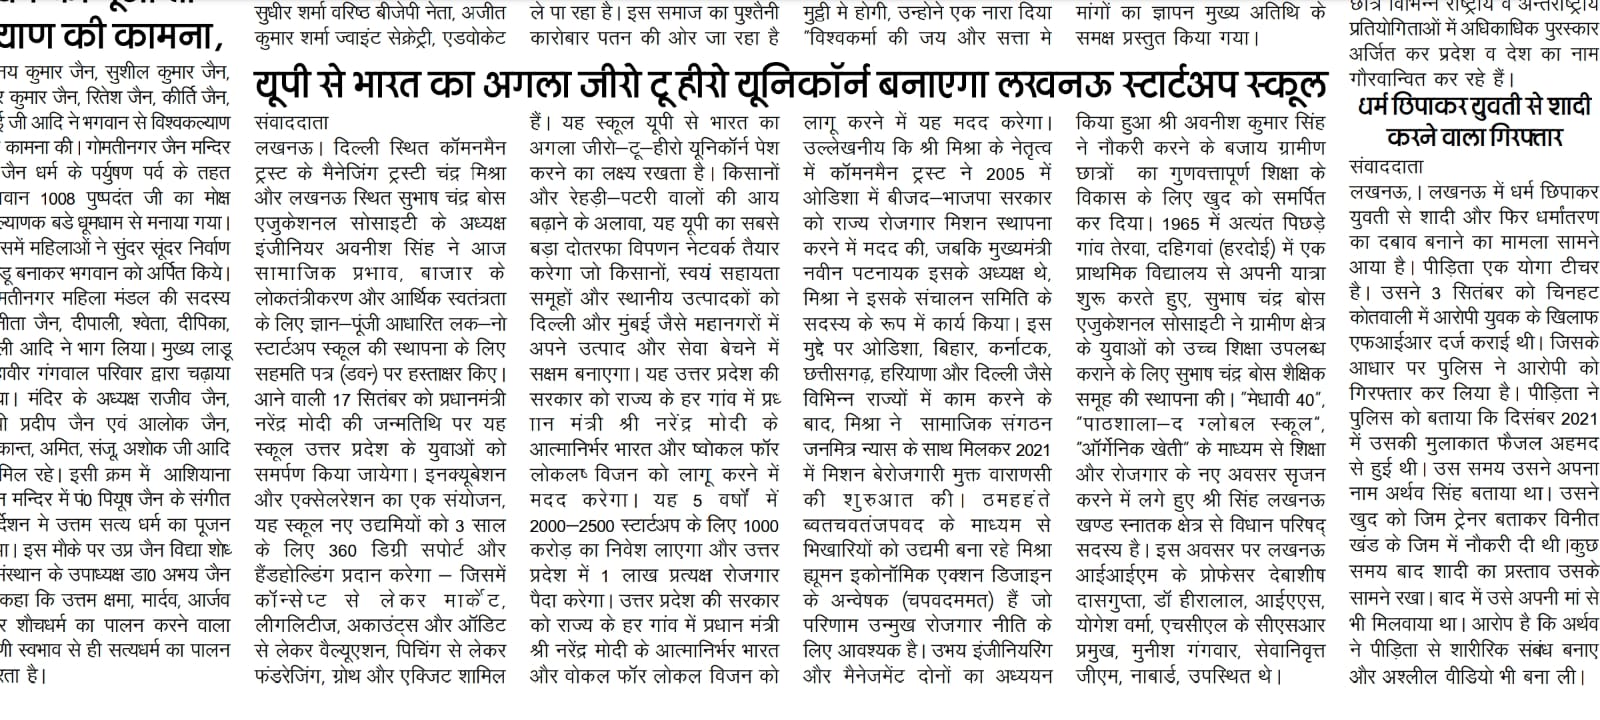 याण की कामना,
नय कुमार जैन, सुशील कुमार जैन,
कुमार जैन, रितेश जैन, कीर्ति जैन,
जी आदि ने भगवान से विश्वकल्याण
कामना की। गोमतीनगर जैन मन्दिर
जैन धर्म के पर्युषण पर्व के तहत
वान 1008 पुष्पदंत जी का मोक्ष
ल्याणक बडे धूमधाम से मनाया गया।
समें महिलाओं ने सुंदर सूंदर निर्वाण
डू बनाकर भगवान को अर्पित किये।
मतीनगर महिला मंडल की सदस्य
नीता जैन, दीपाली, श्वेता, दीपिका,
ली आदि ने भाग लिया। मुख्य लाडू
हावीर गंगवाल परिवार द्वारा चढ़ाया
या। मंदिर के अध्यक्ष राजीव जैन,
प्रदीप जैन एवं आलोक जैन,
कान्त, अमित, संजू, अशोक जी आदि
मिल रहे। इसी क्रम में आशियाना
न मन्दिर में पं0 पियूष जैन के संगीत
र्देशन मे उत्तम सत्य धर्म का पूजन
आ। इस मौके पर उप्र जैन विद्या शोध
संस्थान के उपाध्यक्ष डा0 अभय जैन
कहा कि उत्तम क्षमा, मार्दव, आर्जव
र शौचधर्म का पालन करने वाला
णी स्वभाव से ही सत्यधर्म का पालन
रता है।
सुधीर शर्मा वरिष्ठ बीजेपी नेता, अजीत
कुमार शर्मा ज्वाइंट सेक्रेट्री, एडवोकेट
ले पा रहा है। इस समाज का पुश्तैनी
कारोबार पतन की ओर जा रहा है
मुट्ठी मे होगी, उन्होने एक नारा दिया
"विश्वकर्मा की जय और सत्ता मे
मांगों का ज्ञापन मुख्य अतिथि के
समक्ष प्रस्तुत किया गया।
यूपी से भारत का अगला जीरो टू हीरो यूनिकॉर्न बनाएगा लखनऊ स्टार्टअप स्कूल
संवाददाता
लखनऊ। दिल्ली स्थित कॉमनमैन
ट्रस्ट के मैनेजिंग ट्रस्टी चंद्र मिश्रा
और लखनऊ स्थित सुभाष चंद्र बोस
एजुकेशनल सोसाइटी के अध्यक्ष
इंजीनियर अवनीश सिंह ने आज
सामाजिक प्रभाव, बाजार के
लोकतंत्रीकरण और आर्थिक स्वतंत्रता
के लिए ज्ञान–पूंजी आधारित लक–नो
स्टार्टअप स्कूल की स्थापना के लिए
सहमति पत्र (डवन) पर हस्ताक्षर किए।
आने वाली 17 सितंबर को प्रधानमंत्री
नरेंद्र मोदी की जन्मतिथि पर यह
स्कूल उत्तर प्रदेश के युवाओं को
समर्पण किया जायेगा। इनक्यूबेशन
और एक्सेलरेशन का एक संयोजन,
यह स्कूल नए उद्यमियों को 3 साल
के लिए 360 डिग्री सपोर्ट और
हैंडहोल्डिंग प्रदान करेगा – जिसमें
कॉन्सेप्ट से लेकर मार्केट,
लीगलिटीज, अकाउंट्स और ऑडिट
से लेकर वैल्यूएशन, पिचिंग से लेकर
फंडरेजिंग, ग्रोथ और एक्जिट शामिल
हैं। यह स्कूल यूपी से भारत का
अगला जीरो–टू–हीरो यूनिकॉर्न पेश
करने का लक्ष्य रखता है। किसानों
और रेहड़ी–पटरी वालों की आय
बढ़ाने के अलावा, यह यूपी का सबसे
बड़ा दोतरफा विपणन नेटवर्क तैयार
करेगा जो किसानों, स्वयं सहायता
समूहों और स्थानीय उत्पादकों को
दिल्ली और मुंबई जैसे महानगरों में
अपने उत्पाद और सेवा बेचने में
सक्षम बनाएगा। यह उत्तर प्रदेश की
सरकार को राज्य के हर गांव में प्रध
ाान मंत्री श्री नरेंद्र मोदी के
आत्मानिर्भर भारत और ष्वोकल फॉर
लोकलष् विजन को लागू करने में
मदद करेगा। यह 5 वर्षों में
2000–2500 स्टार्टअप के लिए 1000
करोड़ का निवेश लाएगा और उत्तर
प्रदेश में 1 लाख प्रत्यक्ष रोजगार
पैदा करेगा। उत्तर प्रदेश की सरकार
को राज्य के हर गांव में प्रधान मंत्री
श्री नरेंद्र मोदी के आत्मानिर्भर भारत
और वोकल फॉर लोकल विजन को
लागू करने में यह मदद करेगा।
उल्लेखनीय कि श्री मिश्रा के नेतृत्व
में कॉमनमैन ट्रस्ट ने 2005 में
ओडिशा में बीजद–भाजपा सरकार
को राज्य रोजगार मिशन स्थापना
करने में मदद की, जबकि मुख्यमंत्री
नवीन पटनायक इसके अध्यक्ष थे,
मिश्रा ने इसके संचालन समिति के
सदस्य के रूप में कार्य किया। इस
मुद्दे पर ओडिशा, बिहार, कर्नाटक,
छत्तीसगढ़, हरियाणा और दिल्ली जैसे
विभिन्न राज्यों में काम करने के
बाद, मिश्रा ने सामाजिक संगठन
जनमित्र न्यास के साथ मिलकर 2021
में मिशन बेरोजगारी मुक्त वाराणसी
की शुरुआत की। ठमहहंते
ब्वतचवतंजपवद के माध्यम से
भिखारियों को उद्यमी बना रहे मिश्रा
ह्यूमन इकोनॉमिक एक्शन डिजाइन
के अन्वेषक (चपवदममत) हैं जो
परिणाम उन्मुख रोजगार नीति के
लिए आवश्यक है। उभय इंजीनियरिंग
और मैनेजमेंट दोनों का अध्ययन
किया हुआ श्री अवनीश कुमार सिंह
ने नौकरी करने के बजाय ग्रामीण
छात्रों का गुणवत्तापूर्ण शिक्षा के
विकास के लिए खुद को समर्पित
कर दिया। 1965 में अत्यंत पिछड़े
गांव तेरवा, दहिगवां (हरदोई) में एक
प्राथमिक विद्यालय से अपनी यात्रा
शुरू करते हुए, सुभाष चंद्र बोस
एजुकेशनल सोसाइटी ने ग्रामीण क्षेत्र
के युवाओं को उच्च शिक्षा उपलब्ध
कराने के लिए सुभाष चंद्र बोस शैक्षिक
समूह की स्थापना की। "मेधावी 40",
"पाठशाला–द ग्लोबल स्कूल",
"ऑर्गेनिक खेती" के माध्यम से शिक्षा
और रोजगार के नए अवसर सृजन
करने में लगे हुए श्री सिंह लखनऊ
खण्ड स्नातक क्षेत्र से विधान परिषद्
सदस्य है। इस अवसर पर लखनऊ
आईआईएम के प्रोफेसर देबाशीष
दासगुप्ता, डॉ हीरालाल, आईएएस,
योगेश वर्मा, एचसीएल के सीएसआर
प्रमुख, मुनीश गंगवार, सेवानिवृत्त
जीएम, नाबार्ड, उपस्थित थे।
छात्र विभिन्न राष्ट्रीय व अन्तर्राष्ट्रीय
प्रतियोगिताओं में अधिकाधिक पुरस्कार
अर्जित कर प्रदेश व देश का नाम
गौरवान्वित कर रहे हैं।
धर्म छिपाकर युवती से शादी
करने वाला गिरफ्तार
संवाददाता
लखनऊ,। लखनऊ में धर्म छिपाकर
युवती से शादी और फिर धर्मांतरण
का दबाव बनाने का मामला सामने
आया है। पीड़िता एक योगा टीचर
है। उसने 3 सितंबर को चिनहट
कोतवाली में आरोपी युवक के खिलाफ
एफआईआर दर्ज कराई थी। जिसके
आधार पर पुलिस ने आरोपी को
गिरफ्तार कर लिया है। पीड़िता ने
पुलिस को बताया कि दिसंबर 2021
में उसकी मुलाकात फैजल अहमद
से हुई थी। उस समय उसने अपना
नाम अर्थव सिंह बताया था। उसने
खुद को जिम ट्रेनर बताकर विनीत
खंड के जिम में नौकरी दी थी।कुछ
समय बाद शादी का प्रस्ताव उसके
सामने रखा। बाद में उसे अपनी मां से
भी मिलवाया था। आरोप है कि अर्थव
ने पीड़िता से शारीरिक संबंध बनाए
और अश्लील वीडियो भी बना ली।